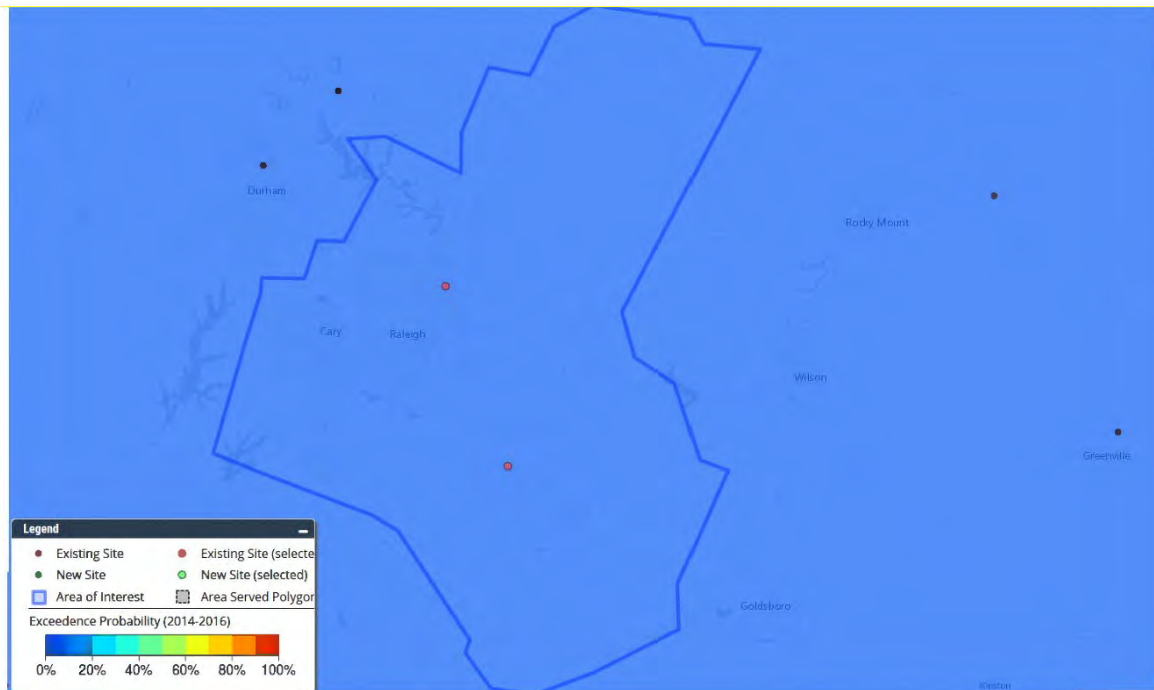 Durham
Rocky Mount
Cary
Raleigh
Wilson
Greenville
Legend
Existing Site
Existing Site (selecte
New Site
New Site (selected)
Area of Interest
Area Served Polygon
Goldsboro
Exceedence Probability (2014-2016)
0% 20% 40% 60% 80% 100%
Kinston